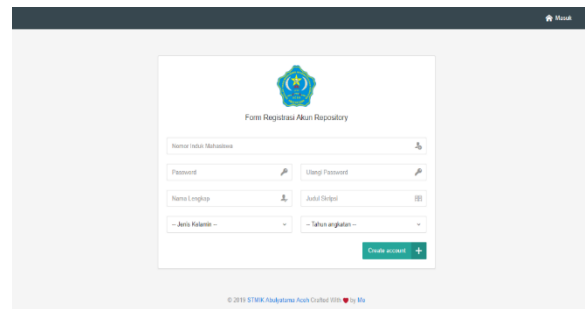 Masuk
Form Registrasi Akun Repository
Nomor Induk Mahasiswa
Password
Ulangi Password
Nama Lengkap
Judul Skripsi
-- Jenis Kelamin --
-- Tahun angkatan --
Create account
© 2019 STMIK Abulyatama Aceh Crafted With by Me